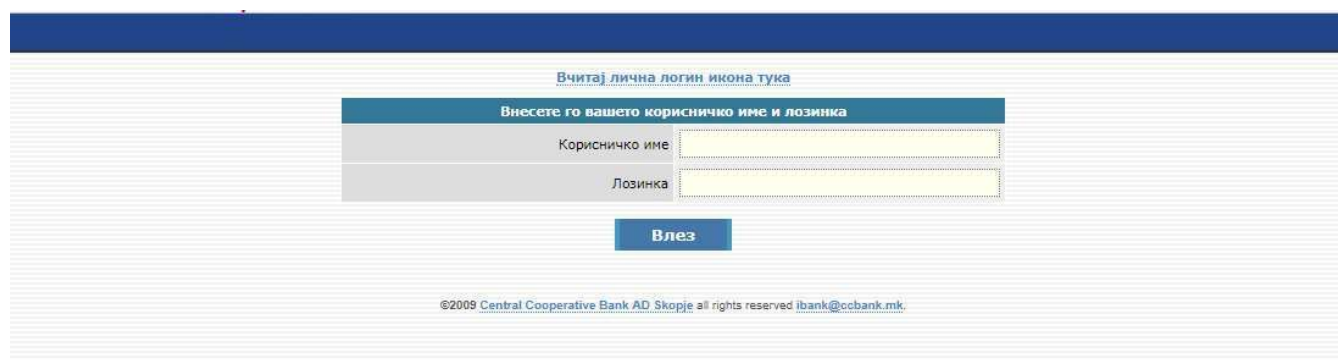 Вчитај лична логин икона тука
Внесете го вашето корисничко име и лозинка
Корисничко име
Лозинка
Влез
©2009 Central Cooperative Bank AD Skopje all rights reserved ibank@ccbank.mk.